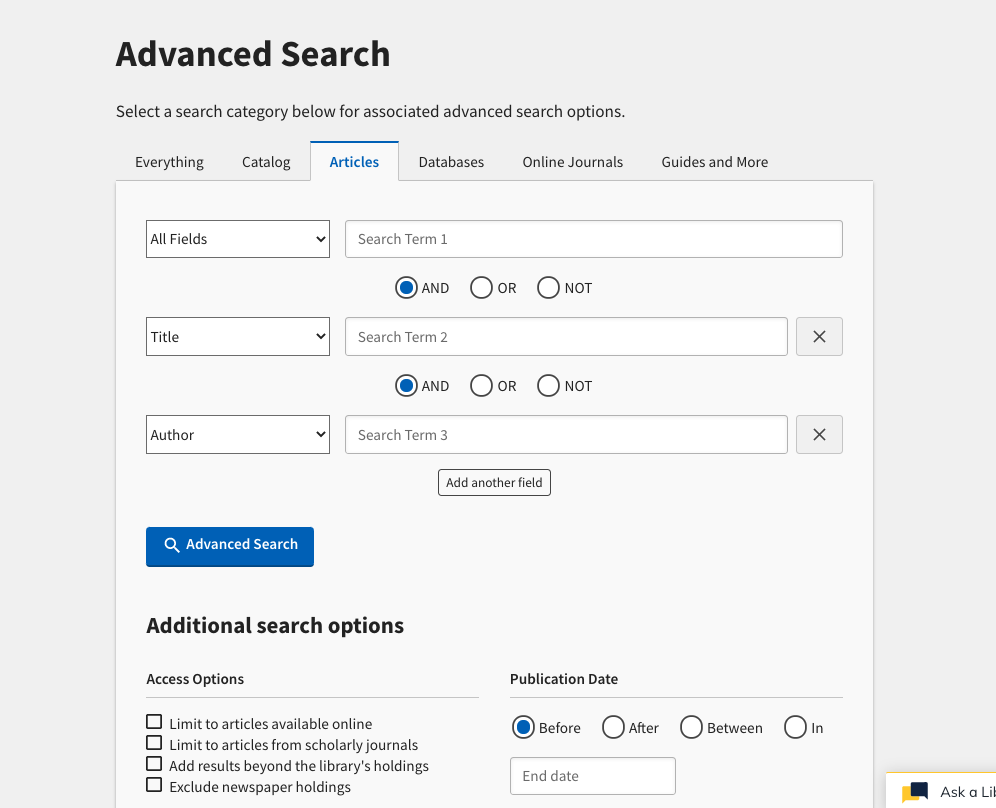 Advanced Search
Select a search category below for associated advanced search options.
Everything Catalog Articles Databases Online Journals Guides and More
All Fields Search Term 1
AND OR NOT
Title Search Term 2
AND OR NOT
Author Search Term 3
Add another field
Advanced Search
Additional search options
Access Options
Limit to articles available online
Limit to articles from scholarly journals
Add results beyond the library's holdings
Exclude newspaper holdings
Publication Date
Before After Between In
End date
Ask a Lib